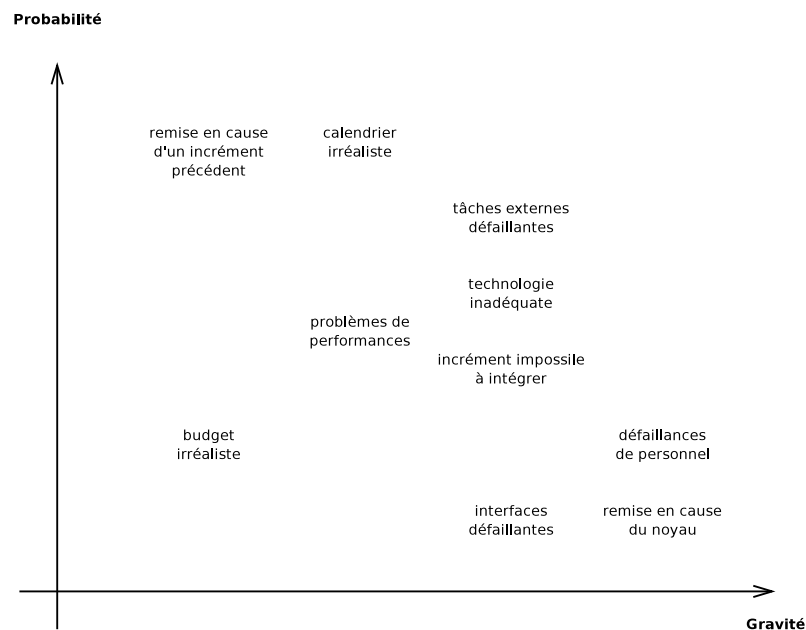 Probabilité
remise en cause
d'un incrément
précédent
calendrier
irréaliste
tâches externes
défaillantes
technologie
inadéquate
problèmes de
performances
incrément impossile
à intégrer
budget
irréaliste
défaillances
de personnel
interfaces
défaillantes
remise en cause
du noyau
Gravité